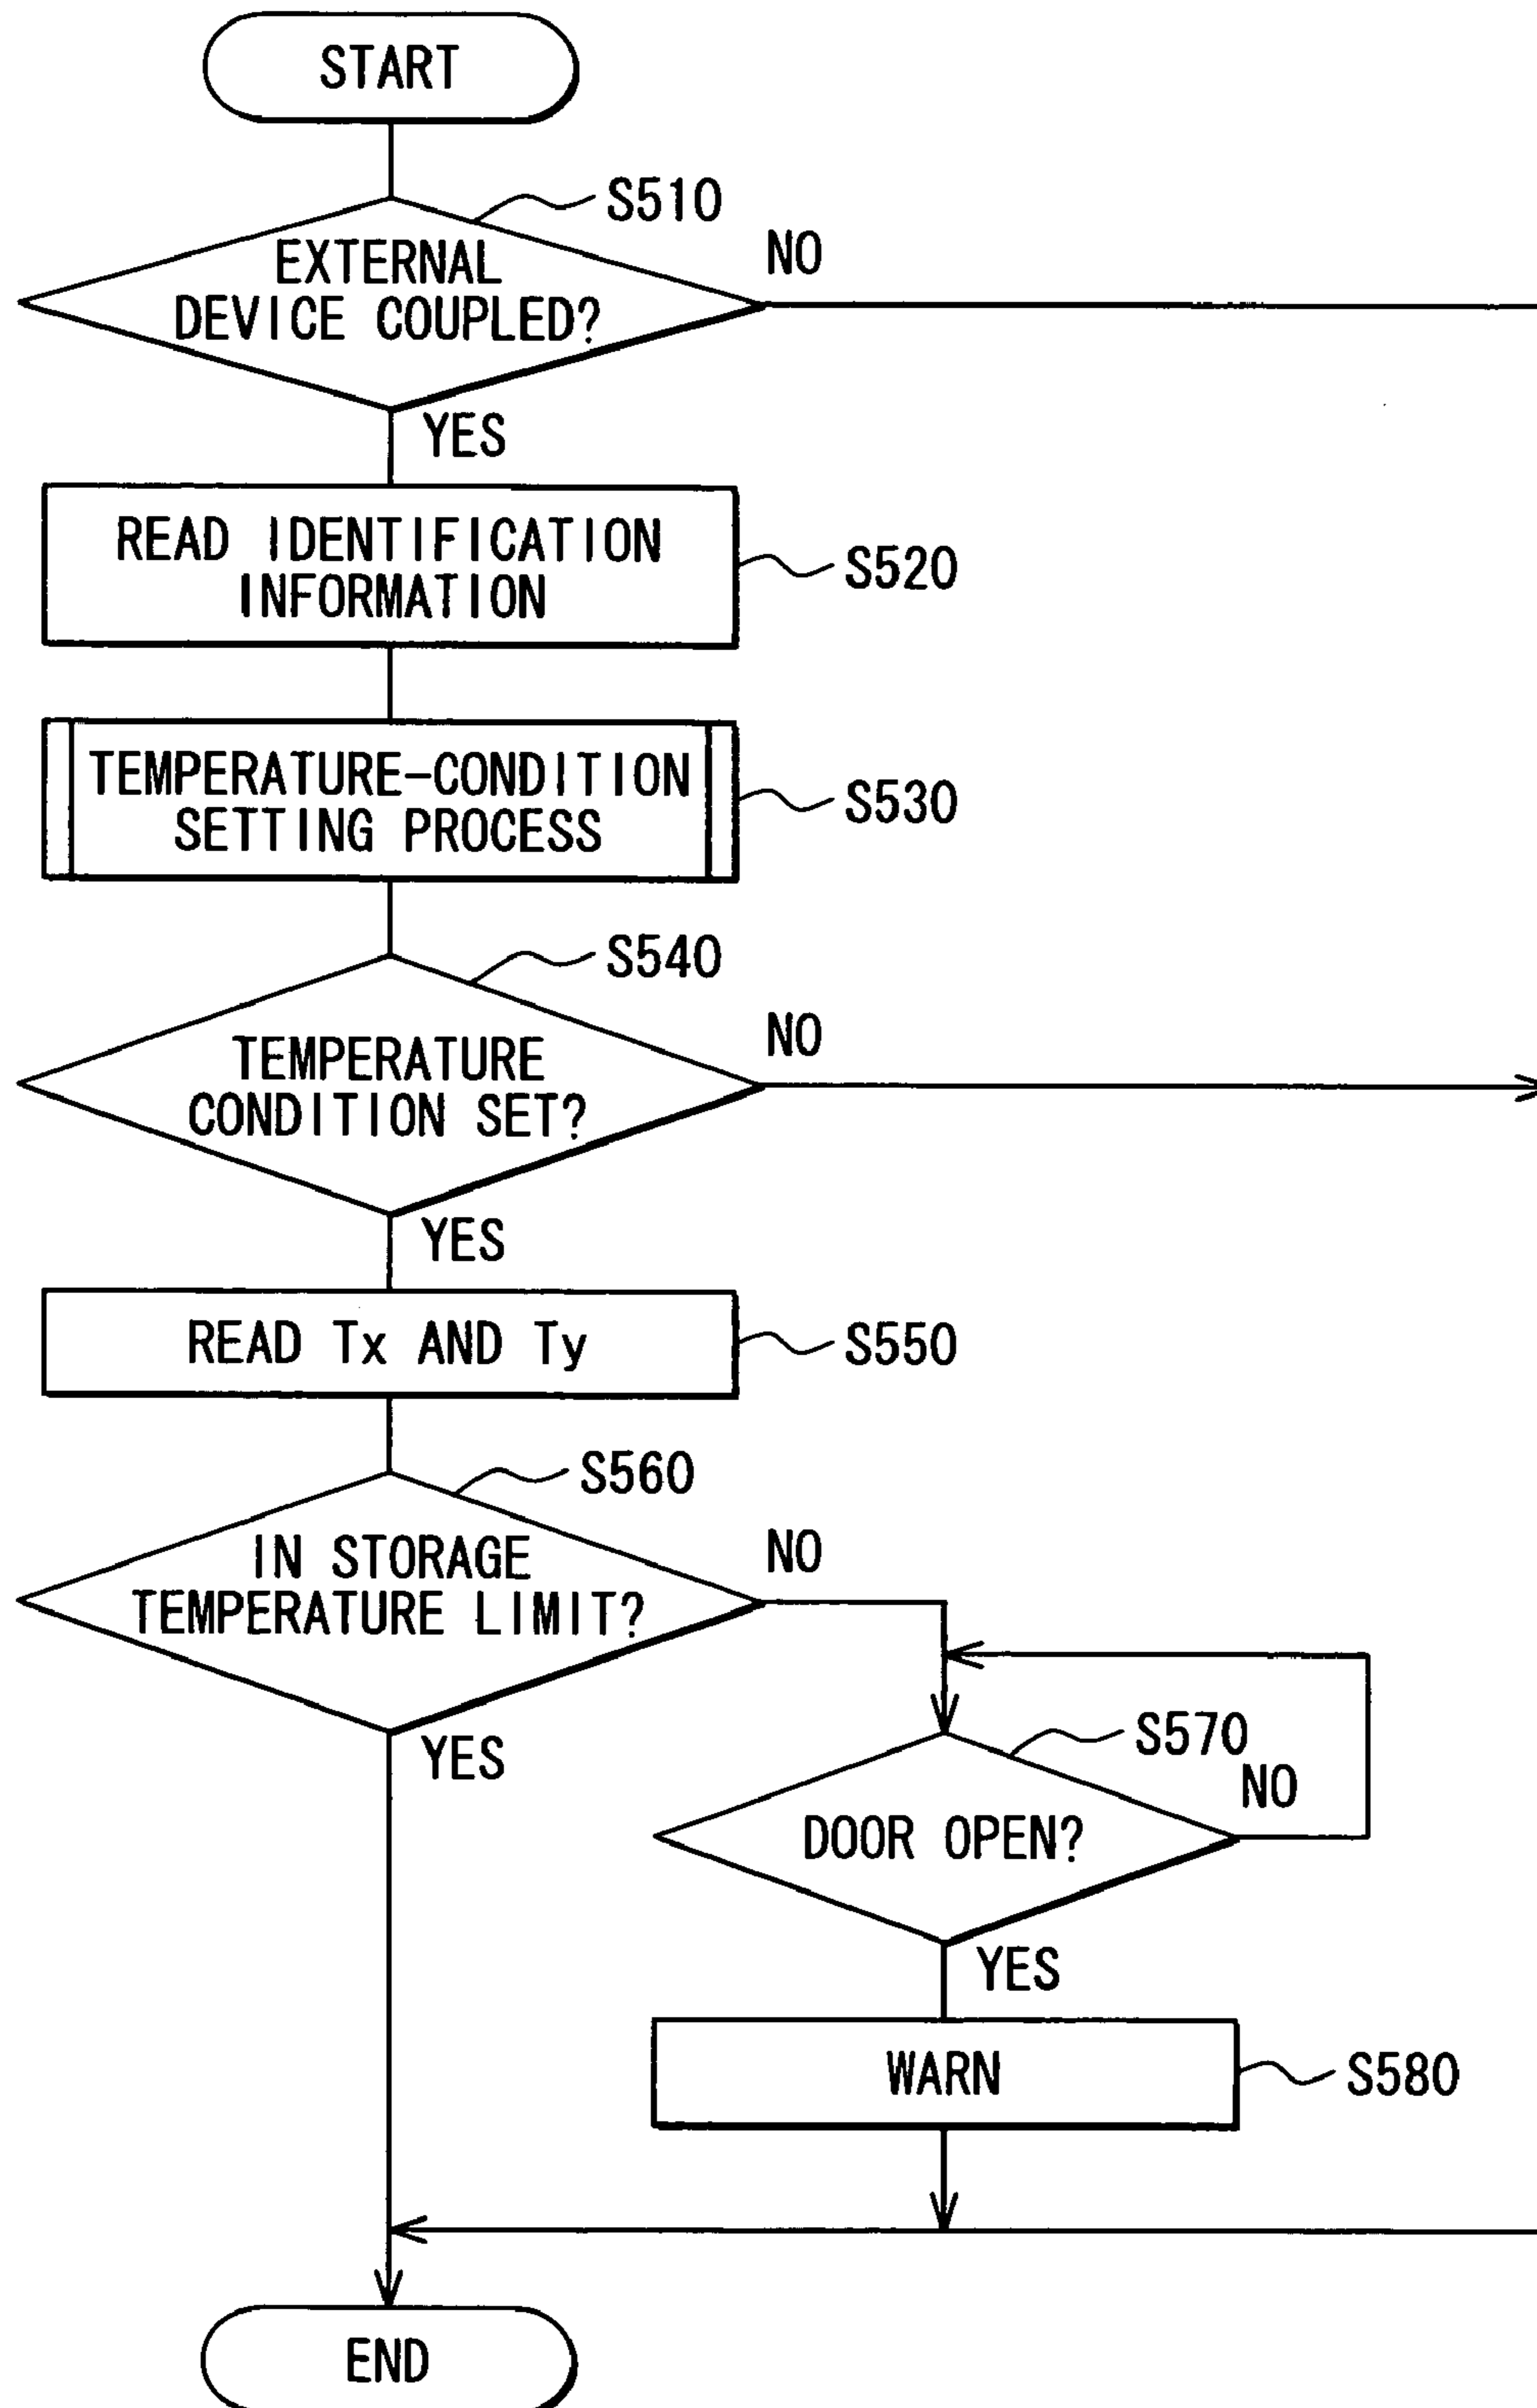 START
S510
EXTERNAL
DEVICE COUPLED?
NO
YES
READ IDENTIFICATION
INFORMATION
S520
TEMPERATURE-CONDITION
SETTING PROCESS
S530
S540
TEMPERATURE
CONDITION SET?
NO
YES
READ Tx AND Ty
S550
S560
IN STORAGE
TEMPERATURE LIMIT?
NO
YES
S570
DOOR OPEN?
NO
YES
WARN
S580
END